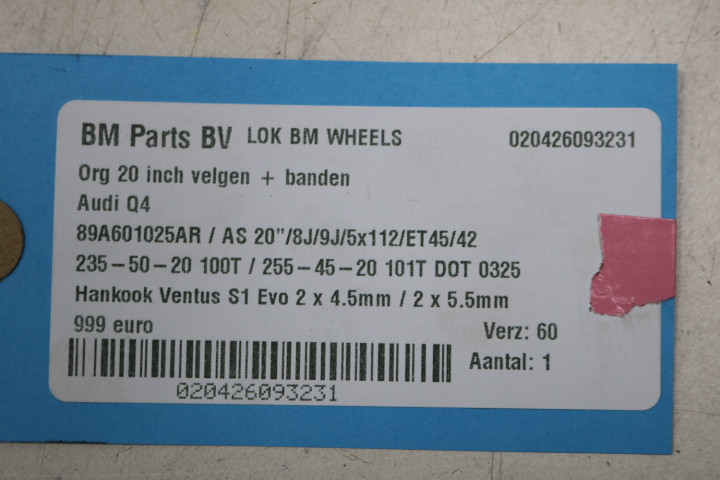 BM Parts BV LOK BM WHEELS 020426093231
Org 20 inch velgen + banden
Audi Q4
89A601025AR / AS 20"/8J/9J/5x112/ET45/42
235-50-20 100T / 255-45-20 101T DOT 0325
Hankook Ventus S1 Evo 2 x 4.5mm / 2 x 5.5mm
999 euro Verz: 60
Aantal: 1
020426093231